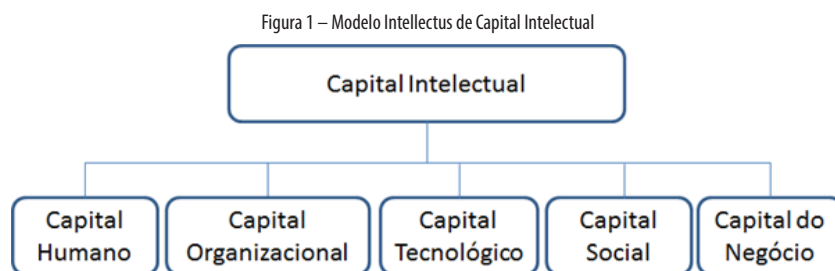 Figura 1 – Modelo Intellectus de Capital Intelectual
Capital Intelectual
Capital
Humano
Capital
Organizacional
Capital
Tecnológico
Capital
Social
Capital do
Negócio